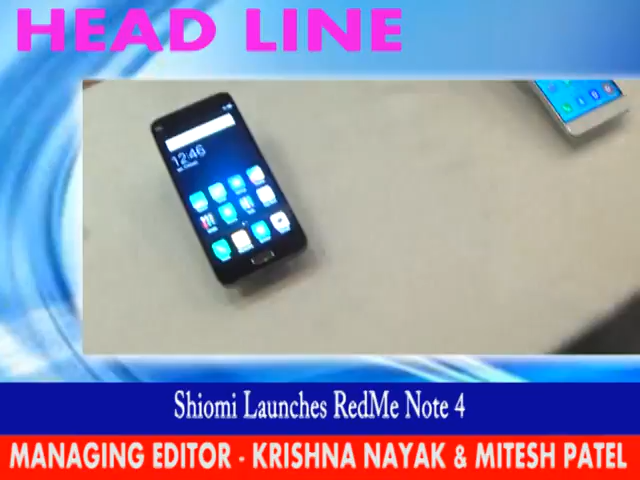 HEAD LINE
12:46
Shiomi Launches RedMe Note 4
MANAGING EDITOR - KRISHNA NAYAK & MITESH PATEL